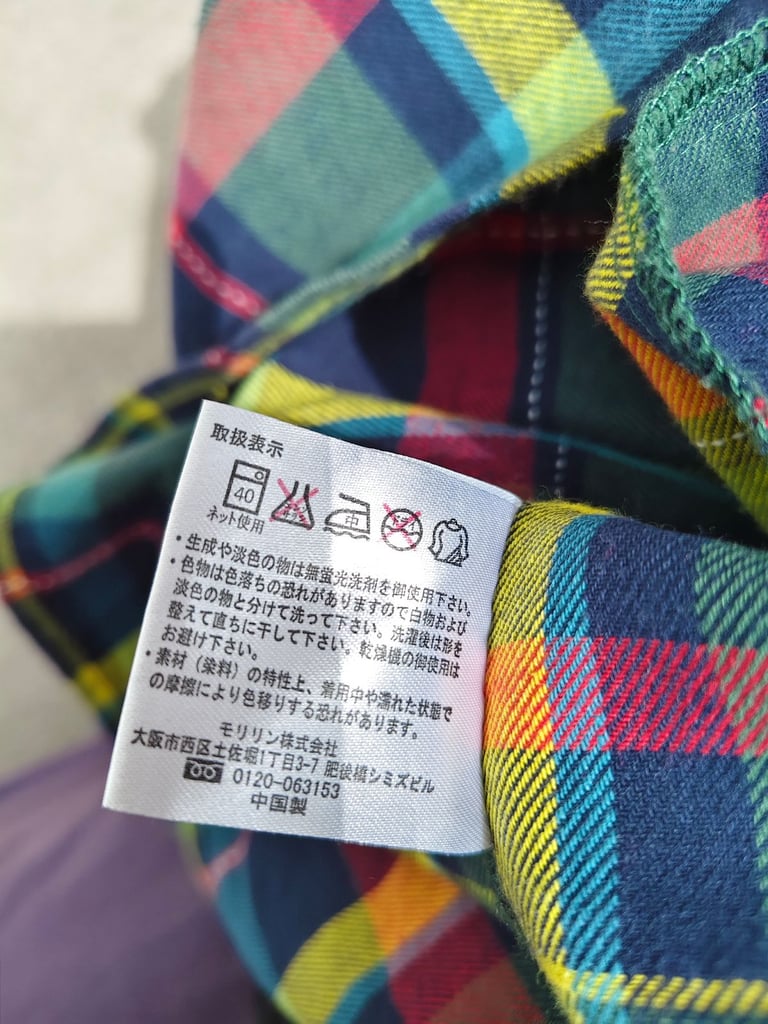 取扱表示
40 中
ネット使用
・生成や淡色の物は無蛍光洗剤を御使用下さい。
・色物は色落ちの恐れがありますので白物および
淡色の物と分けて洗って下さい。洗濯後は形を
整えて直ちに干して下さい。乾燥機の御使用は
お避け下さい。
・素材（染料）の特性上、着用中や濡れた状態で
の摩擦により色移りする恐れがあります。
モリリン株式会社
大阪市西区土佐堀1丁目3-7 肥後橋シミズビル
0120-063153
中国製